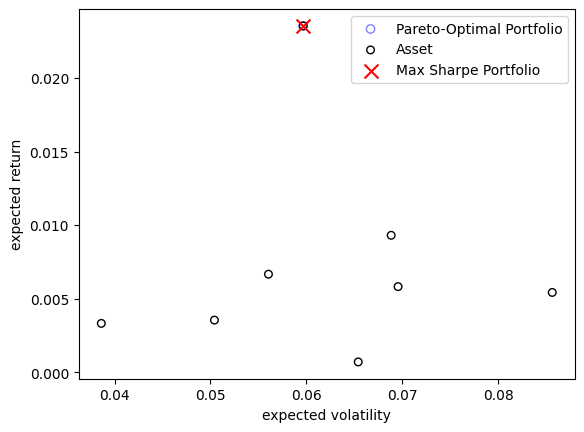 Pareto-Optimal Portfolio
Asset
Max Sharpe Portfolio
expected return
0.020
0.015
0.010
0.005
0.000
0.04 0.05 0.06 0.07 0.08
expected volatility